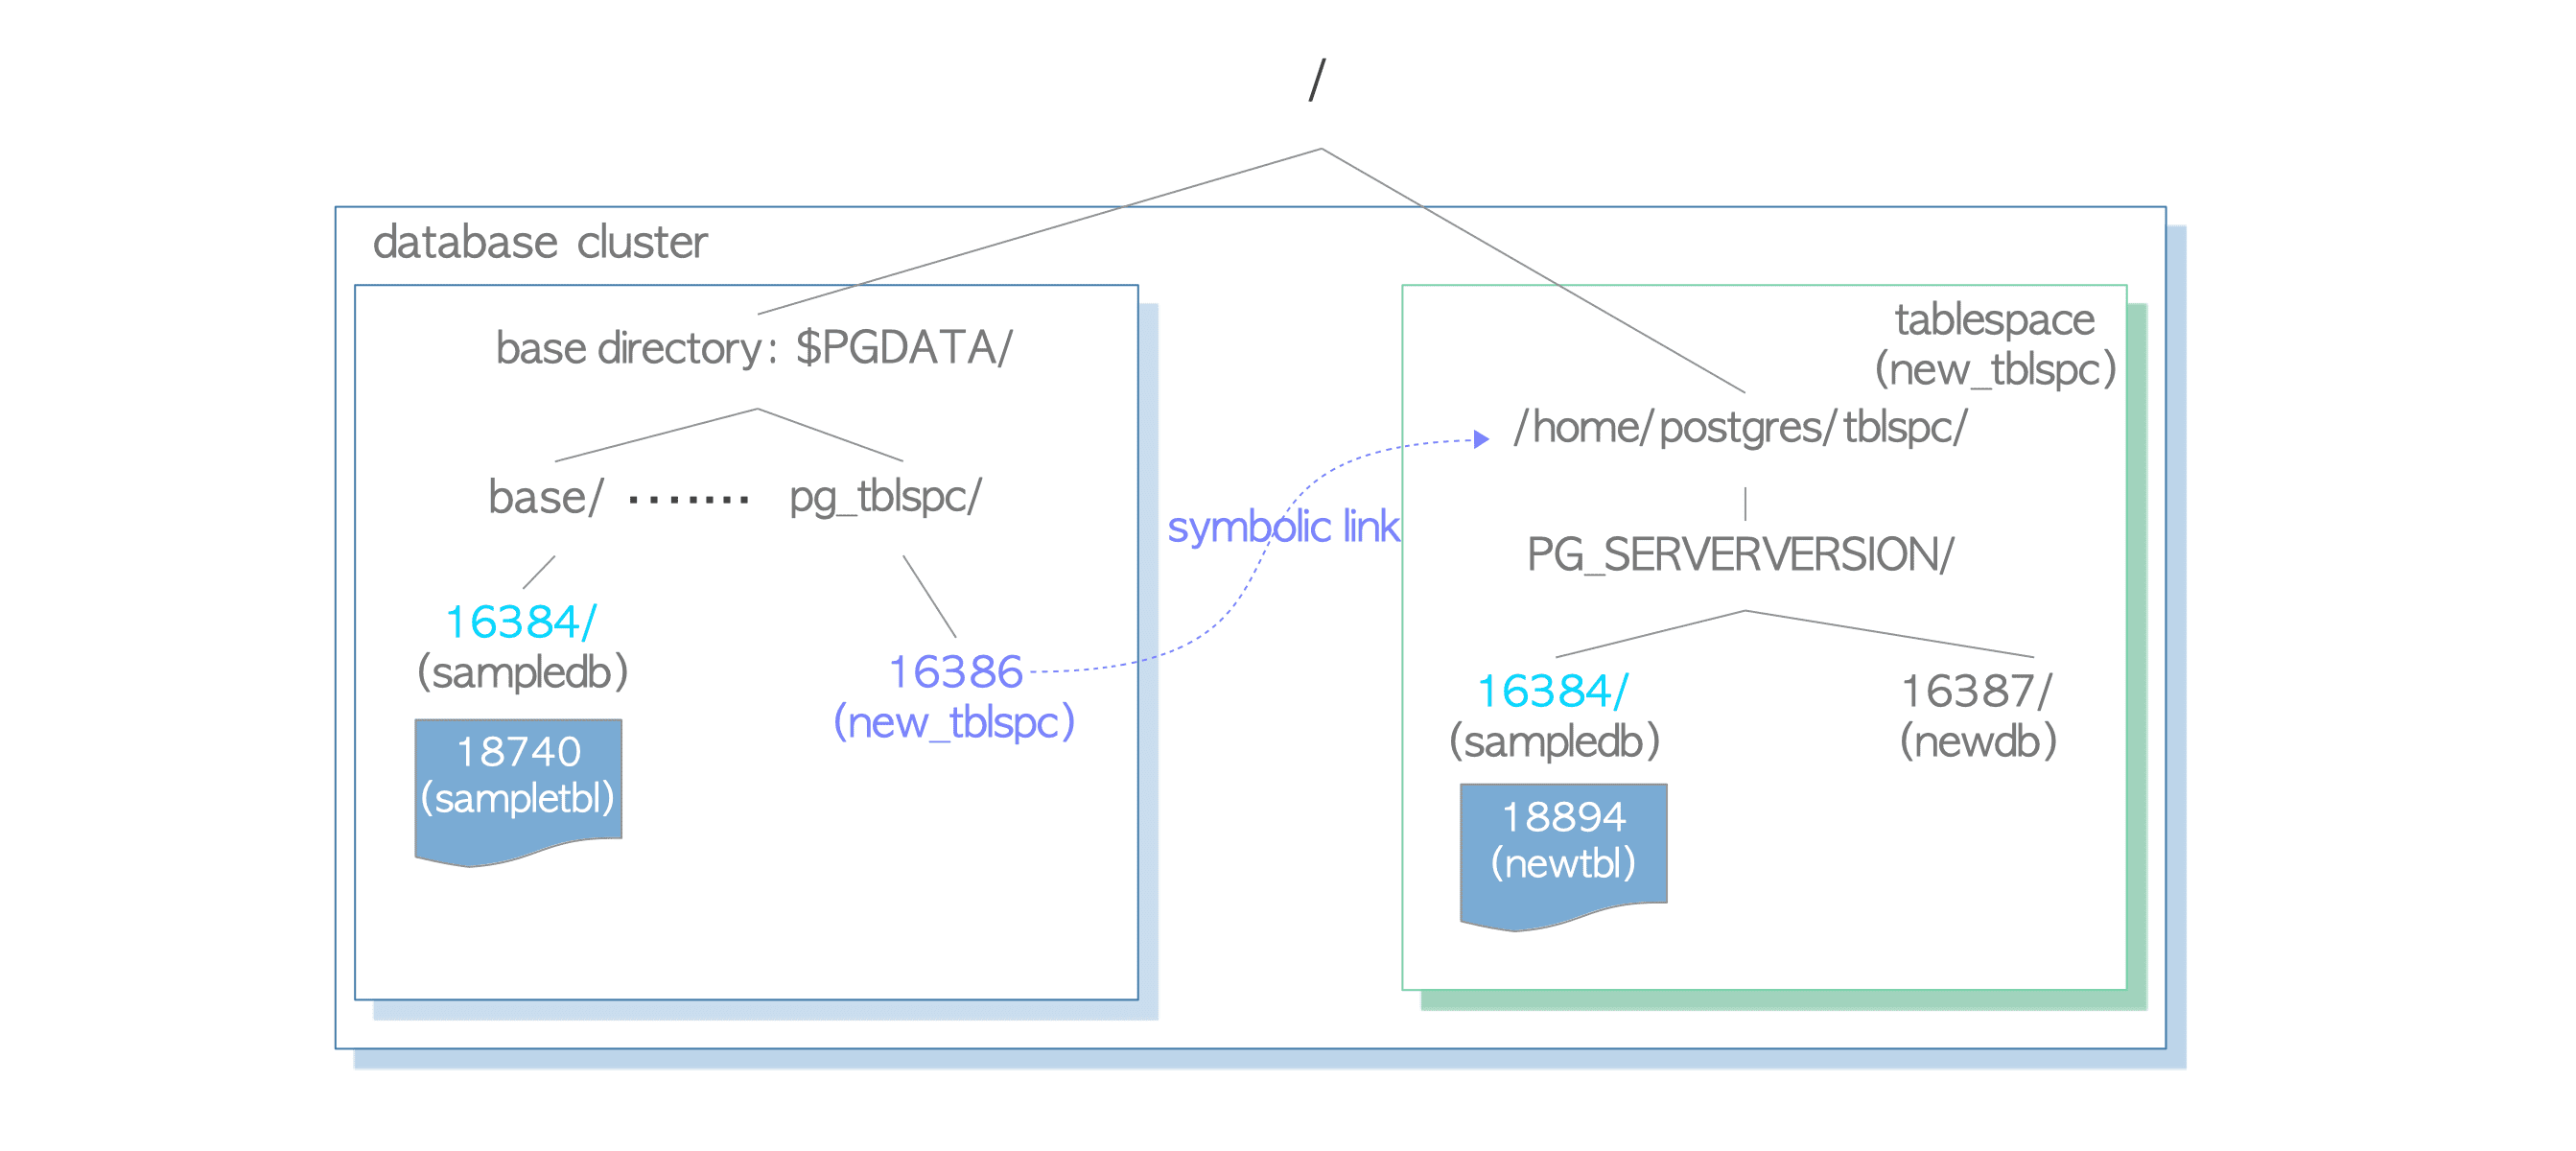 /
database cluster
base directory: $PGDATA/
base/ ....... pg_tblspc/
16384/
(sampledb)
18740
(sampletbl)
16386
(new_tblspc)
symbolic link
tablespace
(new_tblspc)
/home/postgres/tblspc/
PG_SERVERVERSION/
16384/
(sampledb)
18894
(newtbl)
16387/
(newdb)